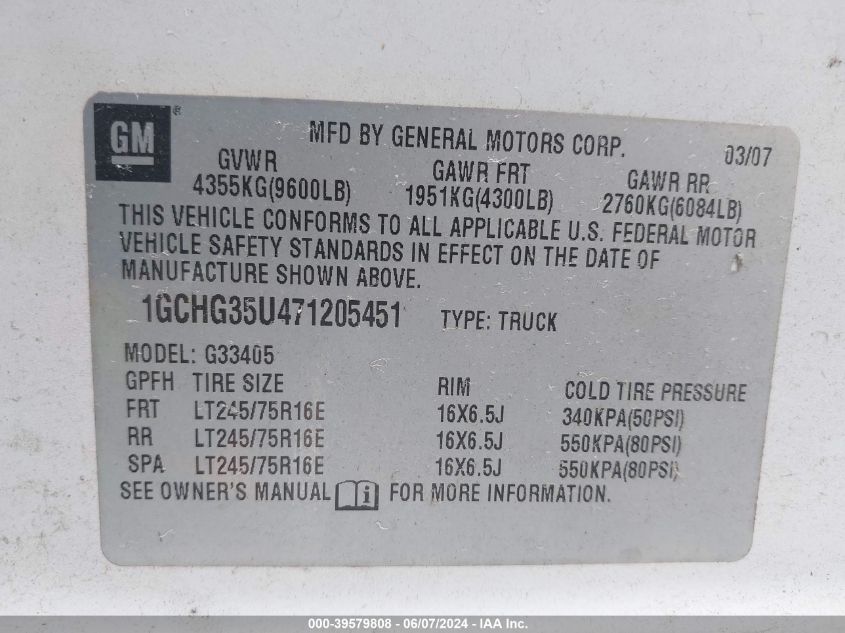 GM ®
MFD BY GENERAL MOTORS CORP. 03/07
GVWR GAWR FRT GAWR RR
4355KG(9600LB) 1951KG(4300LB) 2760KG(6084LB)
THIS VEHICLE CONFORMS TO ALL APPLICABLE U.S. FEDERAL MOTOR
VEHICLE SAFETY STANDARDS IN EFFECT ON THE DATE OF
MANUFACTURE SHOWN ABOVE.
1GCHG35U471205451 TYPE: TRUCK
MODEL: G33405
GPFH TIRE SIZE RIM COLD TIRE PRESSURE
FRT LT245/75R16E 16X6.5J 340KPA(50PSI)
RR LT245/75R16E 16X6.5J 550KPA(80PSI)
SPA LT245/75R16E 16X6.5J 550KPA(80PSI)
SEE OWNER'S MANUAL i FOR MORE INFORMATION.
000-39579808 - 06/07/2024 - IAA Inc.